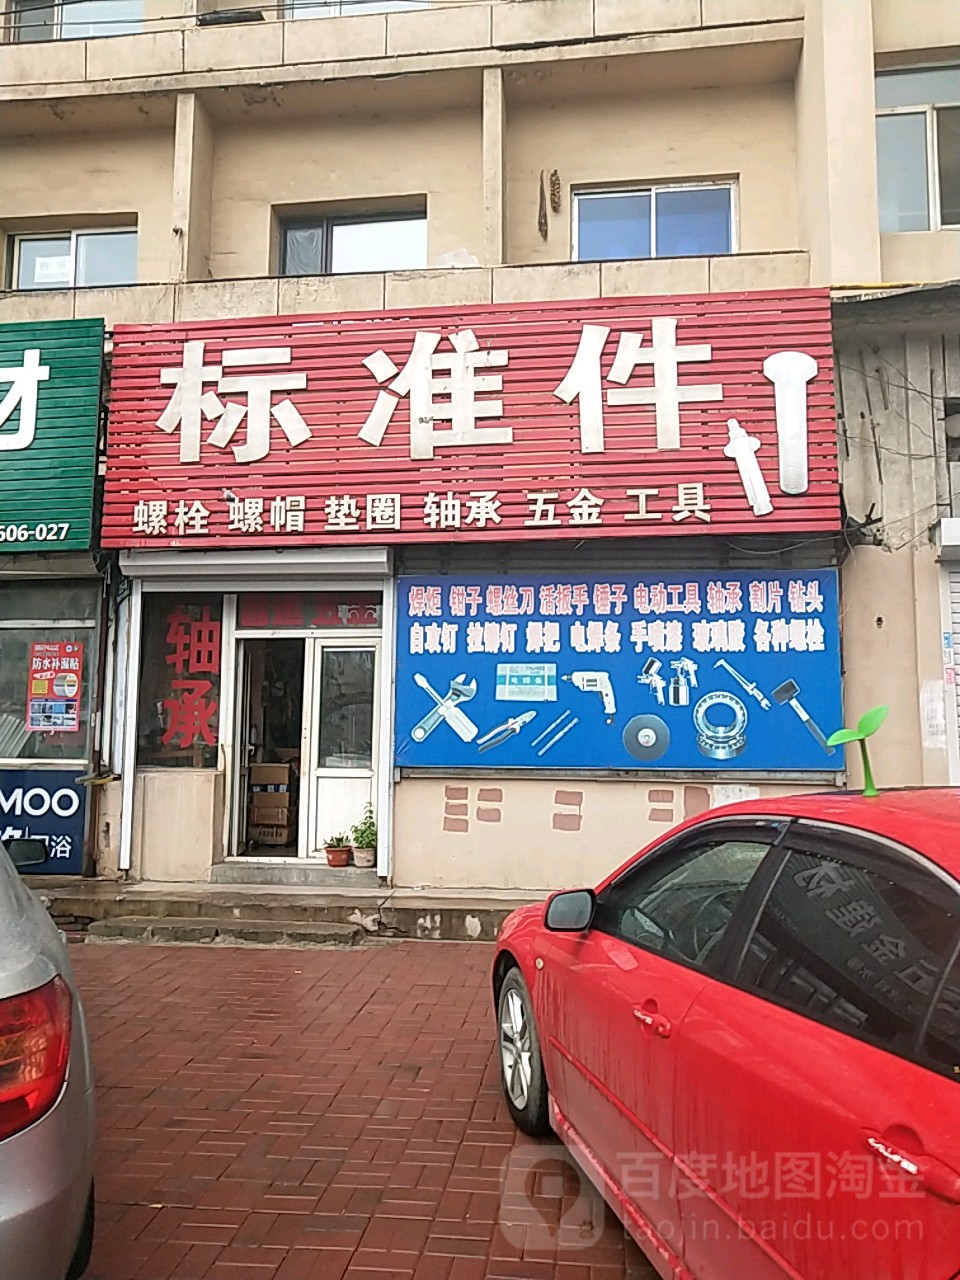 标准件
螺栓 螺帽 垫圈 轴承 五金 工具
材
606-027
焊炬 钳子 螺丝刀 活扳手 锤子 电动工具 轴承 割片 钻头
自攻钉 拉铆钉 焊把 电焊条 手喷漆 玻璃胶 各种螺栓
轴承
防水补漏贴
MOO
浴
百度地图淘金
taojin.baidu.com